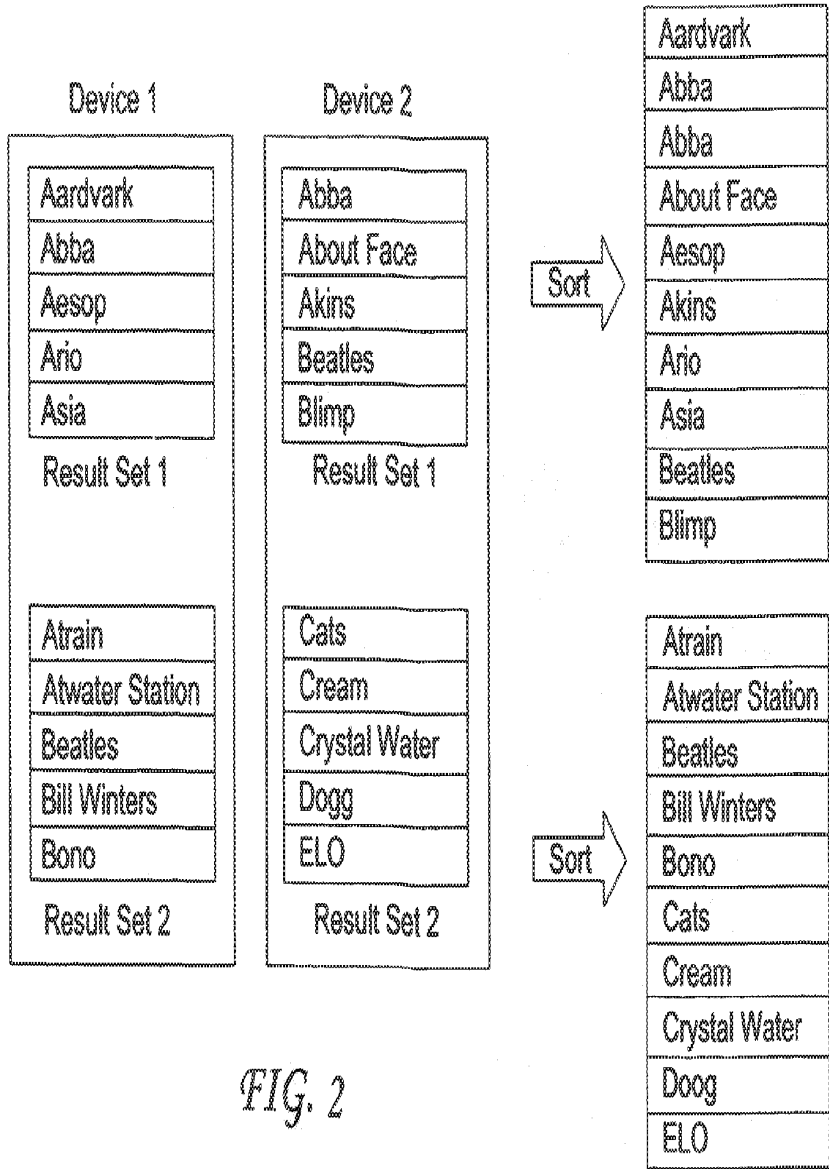 Device 1
Aardvark
Abba
Aesop
Ario
Asia
Result Set 1
Atrain
Atwater Station
Beatles
Bill Winters
Bono
Result Set 2
Device 2
Abba
About Face
Akins
Beatles
Blimp
Result Set 1
Cats
Cream
Crystal Water
Dogg
ELO
Result Set 2
Sort
Aardvark
Abba
Abba
About Face
Aesop
Akins
Ario
Asia
Beatles
Blimp
Sort
Atrain
Atwater Station
Beatles
Bill Winters
Bono
Cats
Cream
Crystal Water
Doog
ELO
FIG. 2